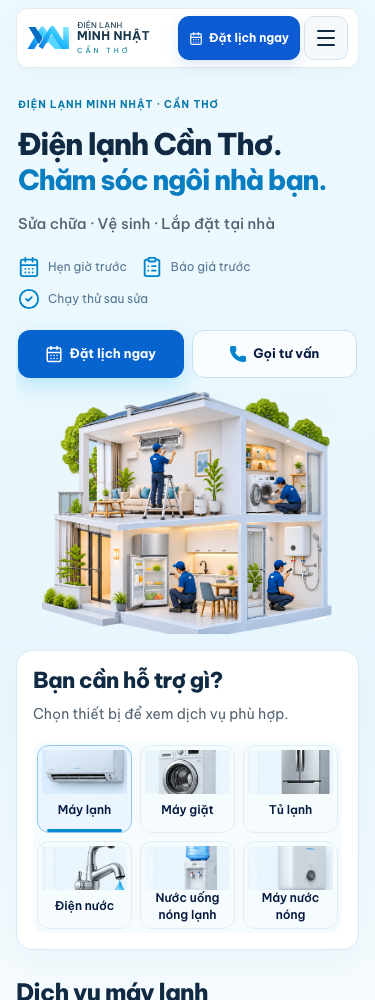 ĐIỆN LẠNH
MINH NHẬT
CẦN THƠ
Đặt lịch ngay
ĐIỆN LẠNH MINH NHẬT · CẦN THƠ
Điện lạnh Cần Thơ.
Chăm sóc ngôi nhà bạn.
Sửa chữa · Vệ sinh · Lắp đặt tại nhà
Hẹn giờ trước
Báo giá trước
Chạy thử sau sửa
Đặt lịch ngay
Gọi tư vấn
Bạn cần hỗ trợ gì?
Chọn thiết bị để xem dịch vụ phù hợp.
Máy lạnh
Máy giặt
Tủ lạnh
Điện nước
Nước uống
nóng lạnh
Máy nước
nóng
Dịch vụ máy lạnh